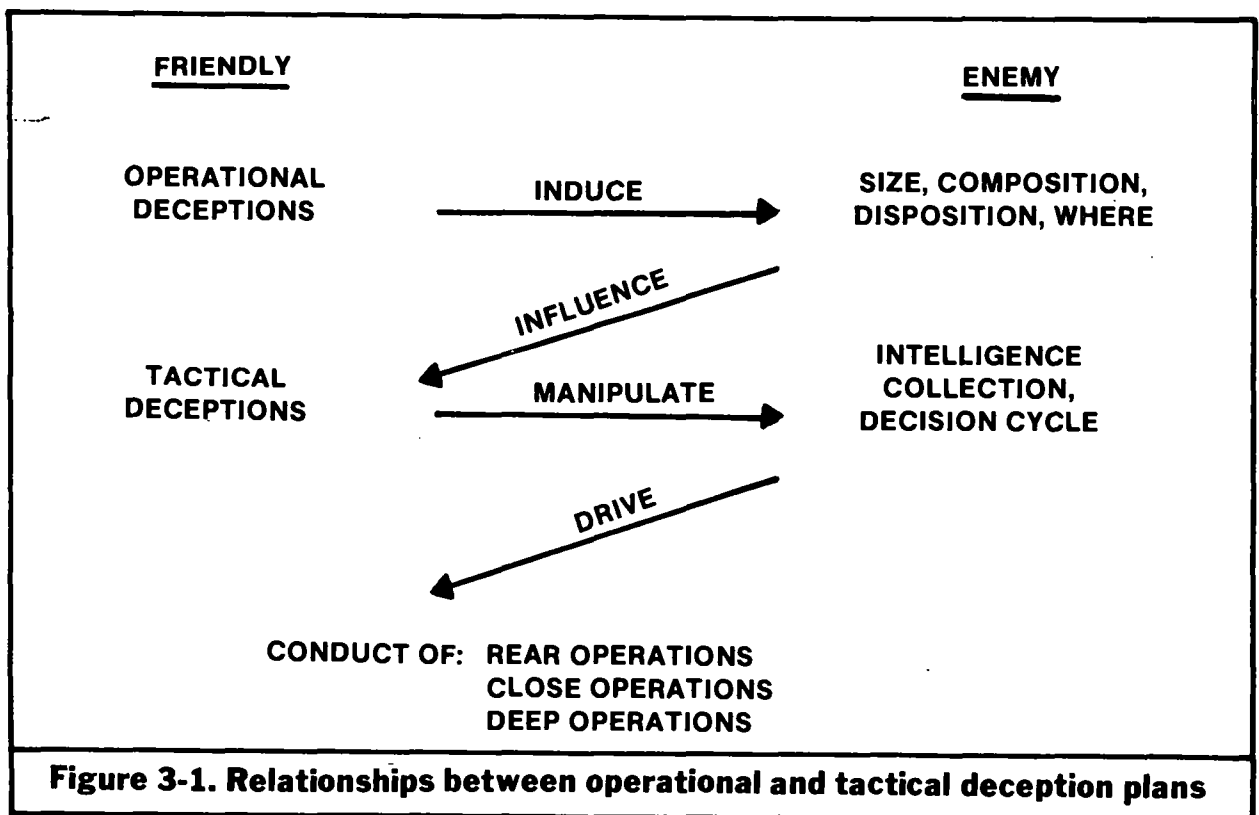 FRIENDLY
ENEMY
OPERATIONAL
DECEPTIONS
INDUCE
SIZE, COMPOSITION,
DISPOSITION, WHERE
INFLUENCE
TACTICAL
DECEPTIONS
MANIPULATE
INTELLIGENCE
COLLECTION,
DECISION CYCLE
DRIVE
CONDUCT OF: REAR OPERATIONS
CLOSE OPERATIONS
DEEP OPERATIONS
Figure 3-1. Relationships between operational and tactical deception plans